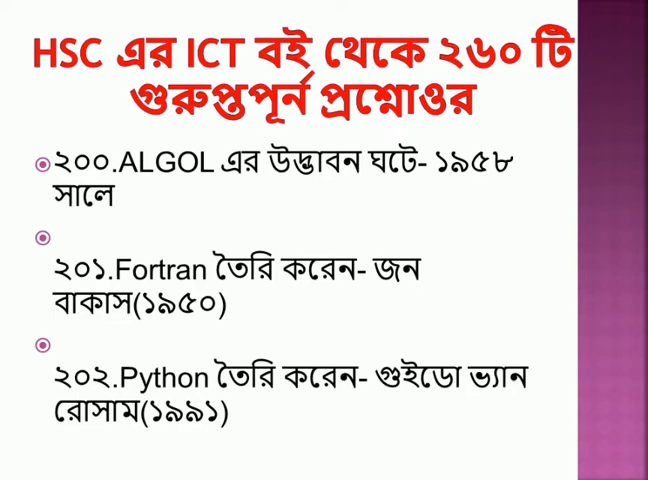 HSC এর ICT বই থেকে ২৬০ টি
গুরুপ্তপূর্ন প্রশ্নোওর
২০০.ALGOL এর উদ্ভাবন ঘটে- ১৯৫৮
সালে
২০১.Fortran তৈরি করেন- জন
বাকাস(১৯৫০)
২০২.Python তৈরি করেন- গুইডো ভ্যান
রোসাম(১৯৯১)